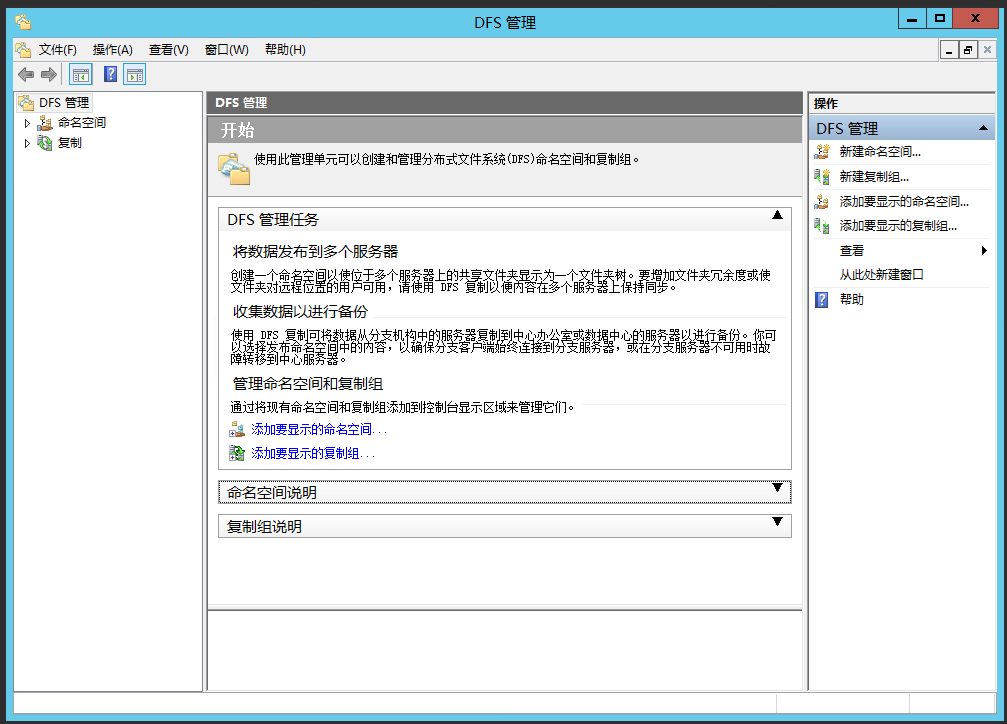 DFS 管理
文件(F) 操作(A) 查看(V) 窗口(W) 帮助(H)
DFS 管理
命名空间
复制
DFS 管理
开始
使用此管理单元可以创建和管理分布式文件系统(DFS)命名空间和复制组。
DFS 管理任务
将数据发布到多个服务器
创建一个命名空间以使位于多个服务器上的共享文件夹显示为一个文件夹树。要增加文件夹冗余度或使
文件夹对远程位置的用户可用，请使用 DFS 复制以便内容在多个服务器上保持同步。
收集数据以进行备份
使用 DFS 复制可将数据从分支机构中的服务器复制到中心办公室或数据中心的服务器以进行备份。你可
以选择发布命名空间中的内容，以确保分支客户端始终连接到分支服务器，或在分支服务器不可用时故
障转移到中心服务器。
管理命名空间和复制组
通过将现有命名空间和复制组添加到控制台显示区域来管理它们。
添加要显示的命名空间...
添加要显示的复制组...
命名空间说明
复制组说明
操作
DFS 管理
新建命名空间...
新建复制组...
添加要显示的命名空间...
添加要显示的复制组...
查看
从此处新建窗口
帮助